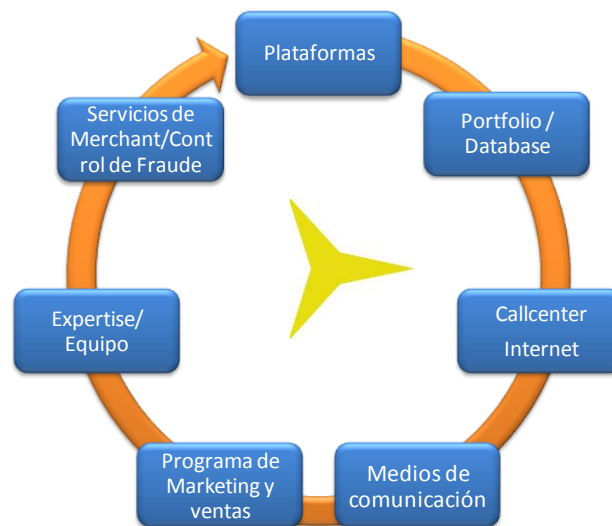 Plataformas
Portfolio /
Database
Callcenter
Internet
Medios de
comunicación
Programa de
Marketing y
ventas
Expertise/
Equipo
Servicios de
Merchant/Cont
rol de Fraude